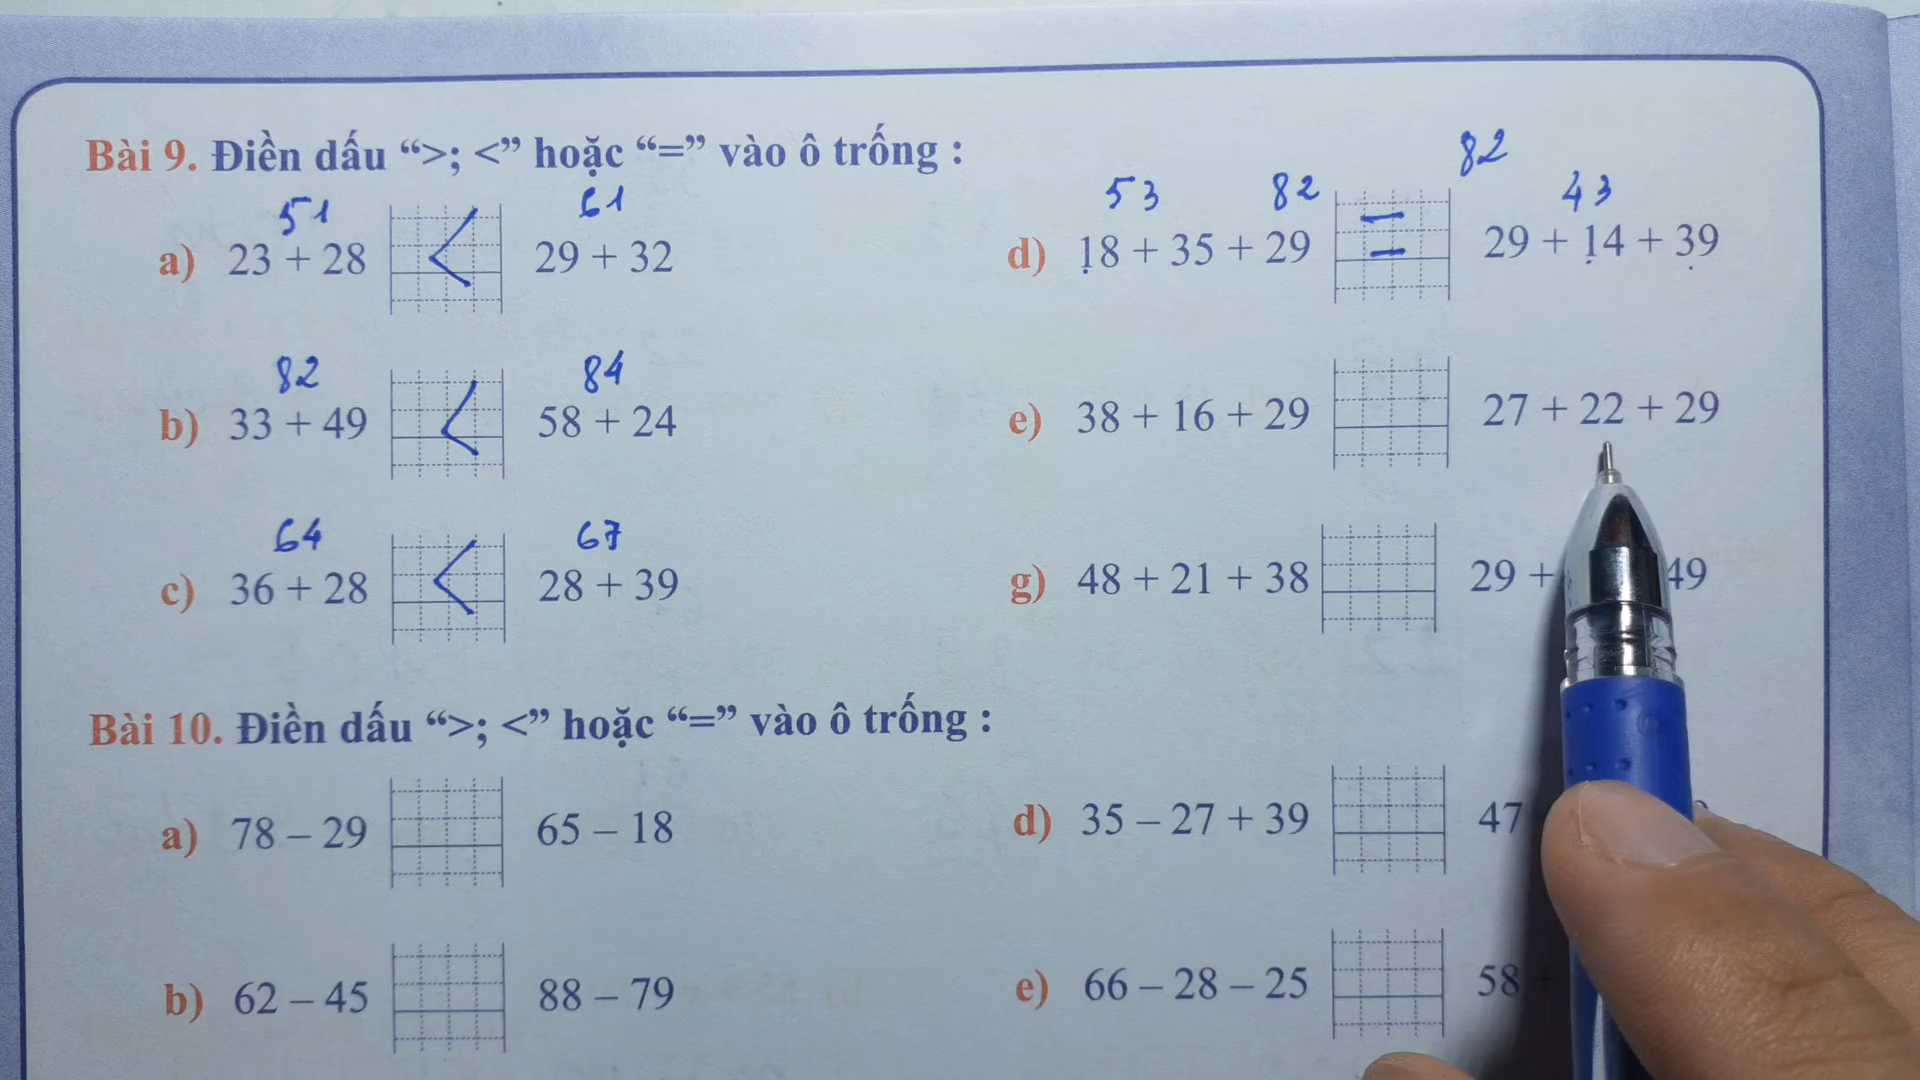 Bài 9. Điền dấu “>; <” hoặc “=” vào ô trống :
51 61
a) 23 + 28 < 29 + 32
82 84
b) 33 + 49 < 58 + 24
64 67
c) 36 + 28 < 28 + 39
82
53 82 43
d) 18 + 35 + 29 = 29 + 14 + 39
e) 38 + 16 + 29 27 + 22 + 29
g) 48 + 21 + 38 29 + 49
Bài 10. Điền dấu “>; <” hoặc “=” vào ô trống :
a) 78 – 29 65 – 18
b) 62 – 45 88 – 79
d) 35 – 27 + 39 47
e) 66 – 28 – 25 58